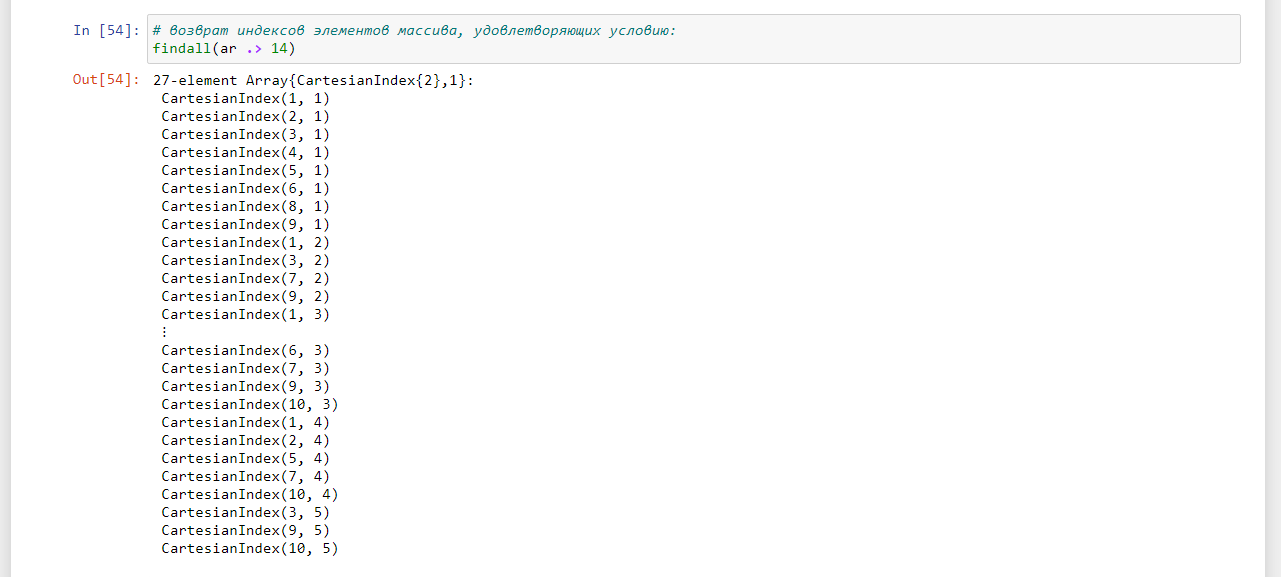 In [54]: # возврат индексов элементов массива, удовлетворяющих условию:
findall(ar .> 14)
Out[54]: 27-element Array{CartesianIndex{2},1}:
CartesianIndex(1, 1)
CartesianIndex(2, 1)
CartesianIndex(3, 1)
CartesianIndex(4, 1)
CartesianIndex(5, 1)
CartesianIndex(6, 1)
CartesianIndex(8, 1)
CartesianIndex(9, 1)
CartesianIndex(1, 2)
CartesianIndex(3, 2)
CartesianIndex(7, 2)
CartesianIndex(9, 2)
CartesianIndex(1, 3)
⋮
CartesianIndex(6, 3)
CartesianIndex(7, 3)
CartesianIndex(9, 3)
CartesianIndex(10, 3)
CartesianIndex(1, 4)
CartesianIndex(2, 4)
CartesianIndex(5, 4)
CartesianIndex(7, 4)
CartesianIndex(10, 4)
CartesianIndex(3, 5)
CartesianIndex(9, 5)
CartesianIndex(10, 5)